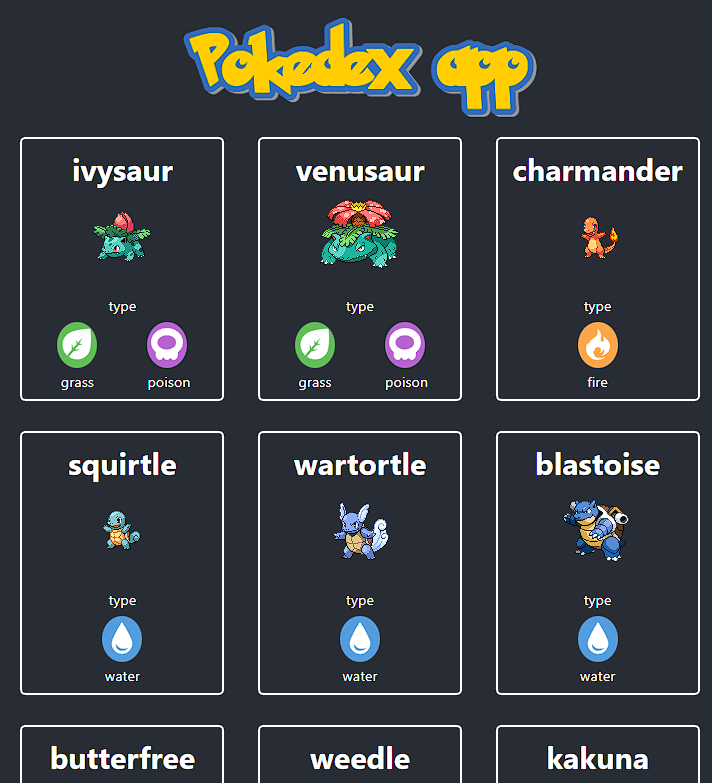 Pokedex app
ivysaur venusaur charmander
type type type
grass poison grass poison fire
squirtle wartortle blastoise
type type type
water water water
butterfree weedle kakuna